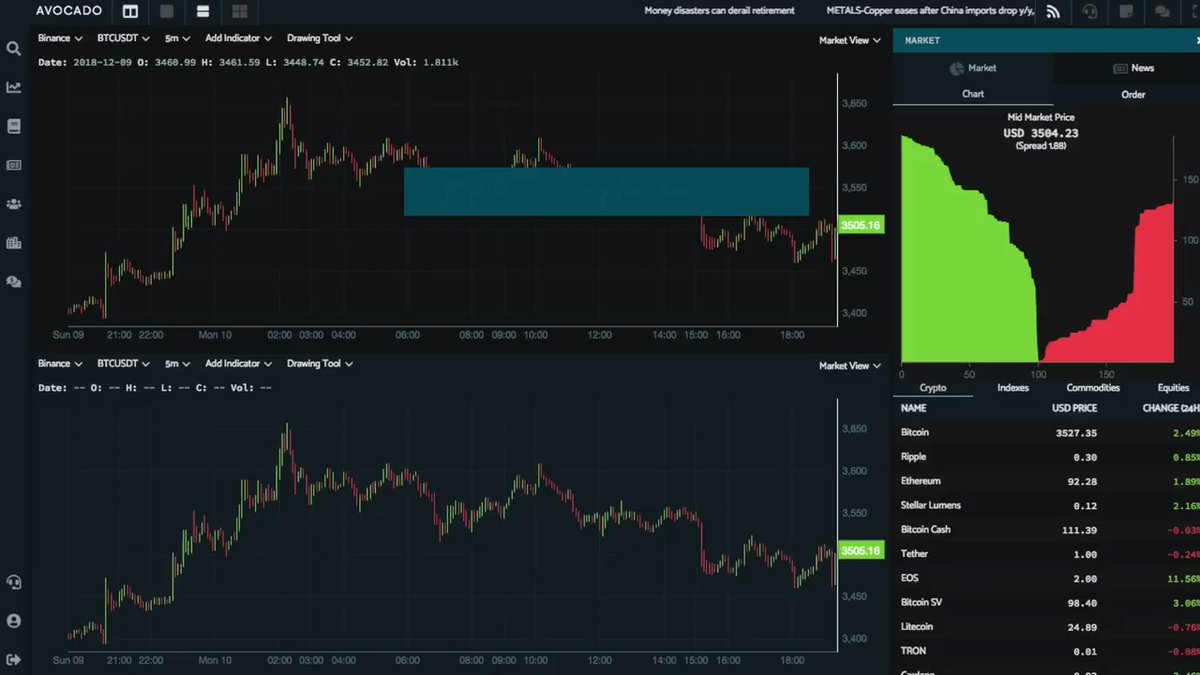 AVOCADO
Money disasters can derail retirement
METALS-Copper eases after China imports drop y/y,
Binance BTCUSDT 5m Add Indicator Drawing Tool
Market View
Date: 2018-12-09 O: 3460.99 H: 3461.59 L: 3448.74 C: 3452.82 Vol: 1.811k
3,650
3,600
3,550
3505.16
3,450
3,400
Sun 09 21:00 22:00 Mon 10 02:00 03:00 04:00 06:00 08:00 09:00 10:00 12:00 14:00 15:00 16:00 18:00
Binance BTCUSDT 5m Add Indicator Drawing Tool
Market View
Date: -- O: -- H: -- L: -- C: -- Vol: --
3,650
3,600
3,550
3505.16
3,450
3,400
Sun 09 21:00 22:00 Mon 10 02:00 03:00 04:00 06:00 08:00 09:00 10:00 12:00 14:00 15:00 16:00 18:00
MARKET
Market News
Chart Order
Mid Market Price
USD 3504.23
(Spread 1.88)
150
100
50
0 50 100 150
Crypto Indexes Commodities Equities
NAME USD PRICE CHANGE (24H
Bitcoin 3527.35 2.49%
Ripple 0.30 0.85%
Ethereum 92.28 1.89%
Stellar Lumens 0.12 2.16%
Bitcoin Cash 111.39 -0.03%
Tether 1.00 -0.24%
EOS 2.00 11.56%
Bitcoin SV 98.40 3.06%
Litecoin 24.89 -0.76%
TRON 0.01 -0.08%